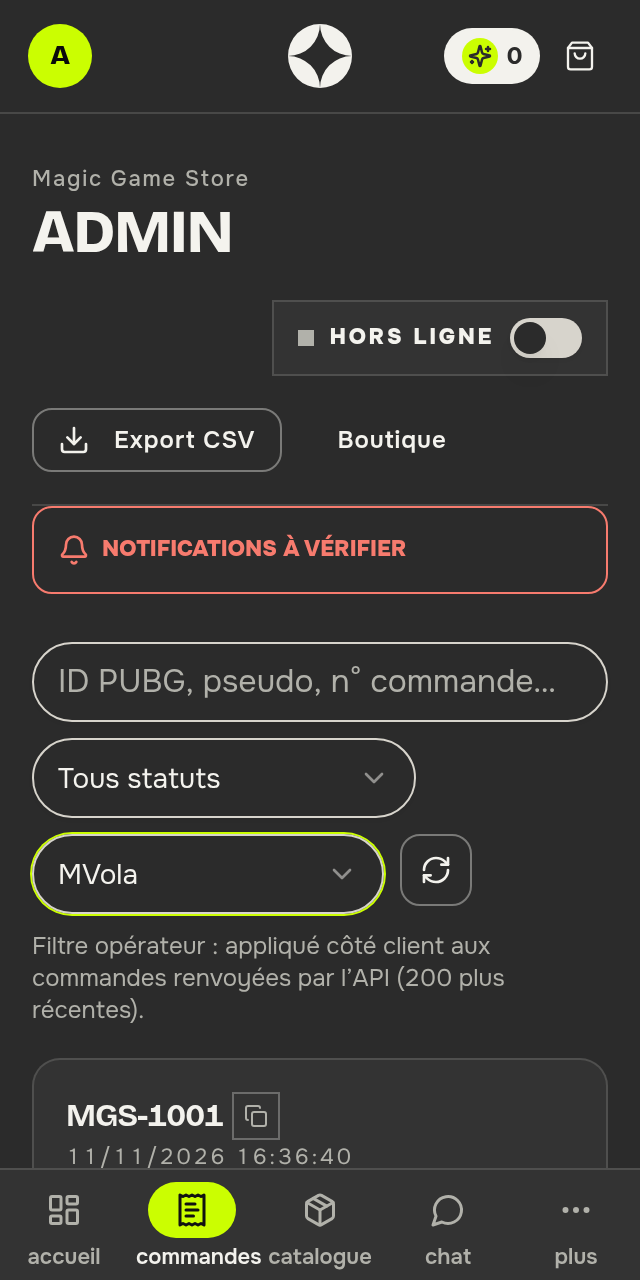 A
0
Magic Game Store
ADMIN
HORS LIGNE
Export CSV
Boutique
NOTIFICATIONS À VÉRIFIER
ID PUBG, pseudo, n° commande...
Tous statuts
MVola
Filtre opérateur : appliqué côté client aux
commandes renvoyées par l’API (200 plus
récentes).
MGS-1001
11/11/2026 16:36:40
accueil
commandes
catalogue
chat
plus